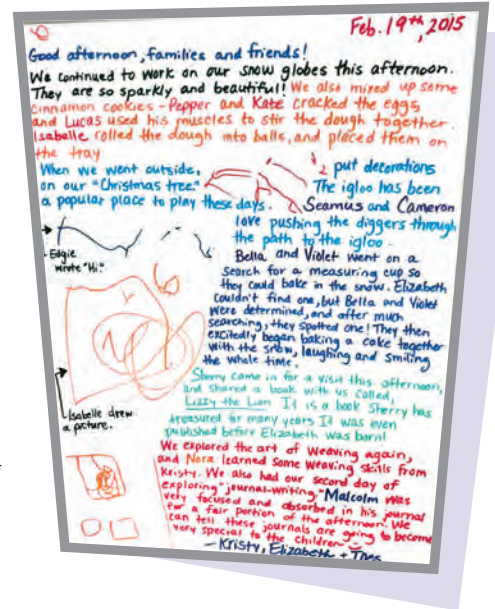 Feb. 19th, 2015
Good afternoon, families and friends!
We continued to work on our snow globes this afternoon.
They are so sparkly and beautiful! We also mixed up some
cinnamon cookies - Pepper and Kate cracked the eggs
and Lucas used his muscles to stir the dough together.
Isabelle rolled the dough into balls, and placed them on
the tray
When we went outside, put decorations
on our "Christmas tree." The igloo has been
a popular place to play these days. Seamus and Cameron
love pushing the diggers through
the path to the igloo.
Edgie
wrote "Hi."
Bella and Violet went on a
search for a measuring cup so
they could bake in the snow. Elizabeth
couldn't find one, but Bella and Violet
were determined, and after much
searching, they spotted one! They then
excitedly began baking a cake together
with the snow, laughing and smiling
the whole time.
Isabelle drew
a picture.
Sherry came in for a visit this afternoon,
and shared a book with us called,
Lizzy the Lion It is a book Sherry has
treasured for many years It was even
published before Elizabeth was born!
We explored the art of weaving again,
and Nora learned some weaving skills from
Kristy. We also had our second day of
exploring "journal-writing." Malcolm was
very focused and absorbed in his journal
for a fair portion of the afternoon. We
can tell these journals are going to become
very special to the children
- Kristy, Elizabeth +